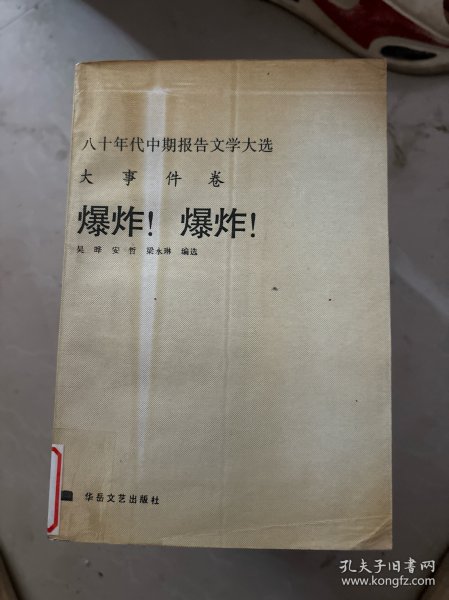 八十年代中期报告文学大选
大事件卷
爆炸！ 爆炸！
吴晔 安哲 梁永琳 编选
华岳文艺出版社
孔夫子旧书网
www.kongfz.com